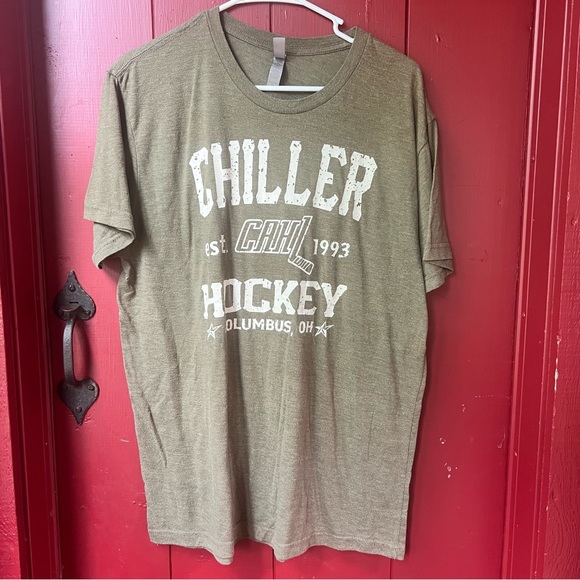 CHILLER
est. CAHL 1993
HOCKEY
COLUMBUS, OH